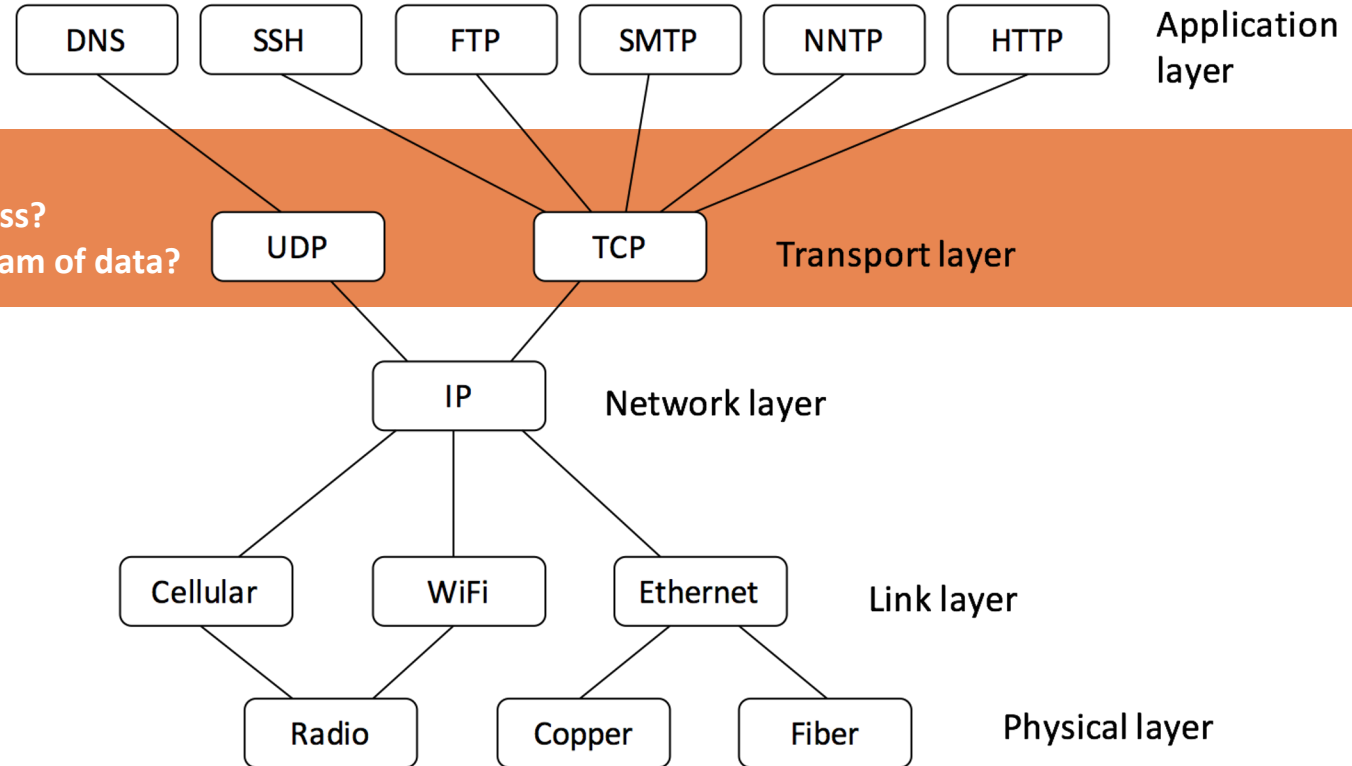 DNS
SSH
FTP
SMTP
NNTP
HTTP
Application
layer
ss?
am of data?
UDP
TCP
Transport layer
IP
Network layer
Cellular
WiFi
Ethernet
Link layer
Radio
Copper
Fiber
Physical layer